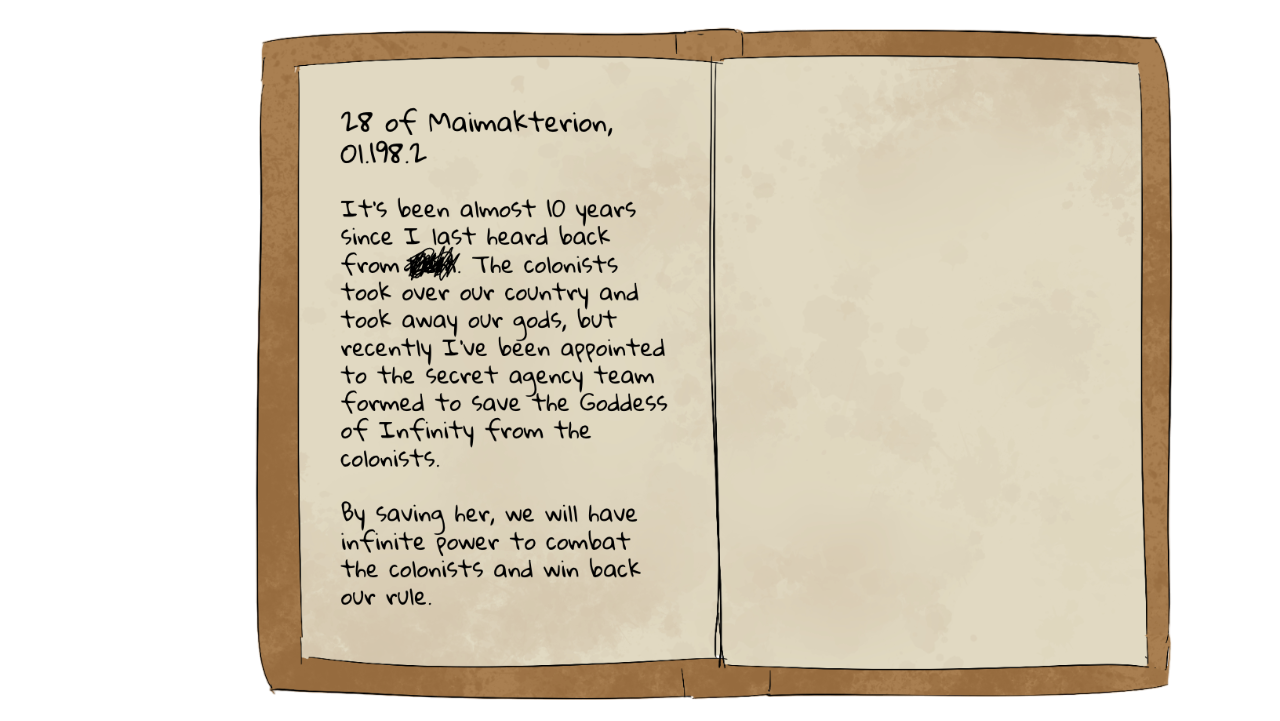 28 of Maimakterion,
01.198.2
It's been almost 10 years
since I last heard back
from . The colonists
took over our country and
took away our gods, but
recently I've been appointed
to the secret agency team
formed to save the Goddess
of Infinity from the
colonists.
By saving her, we will have
infinite power to combat
the colonists and win back
our rule.